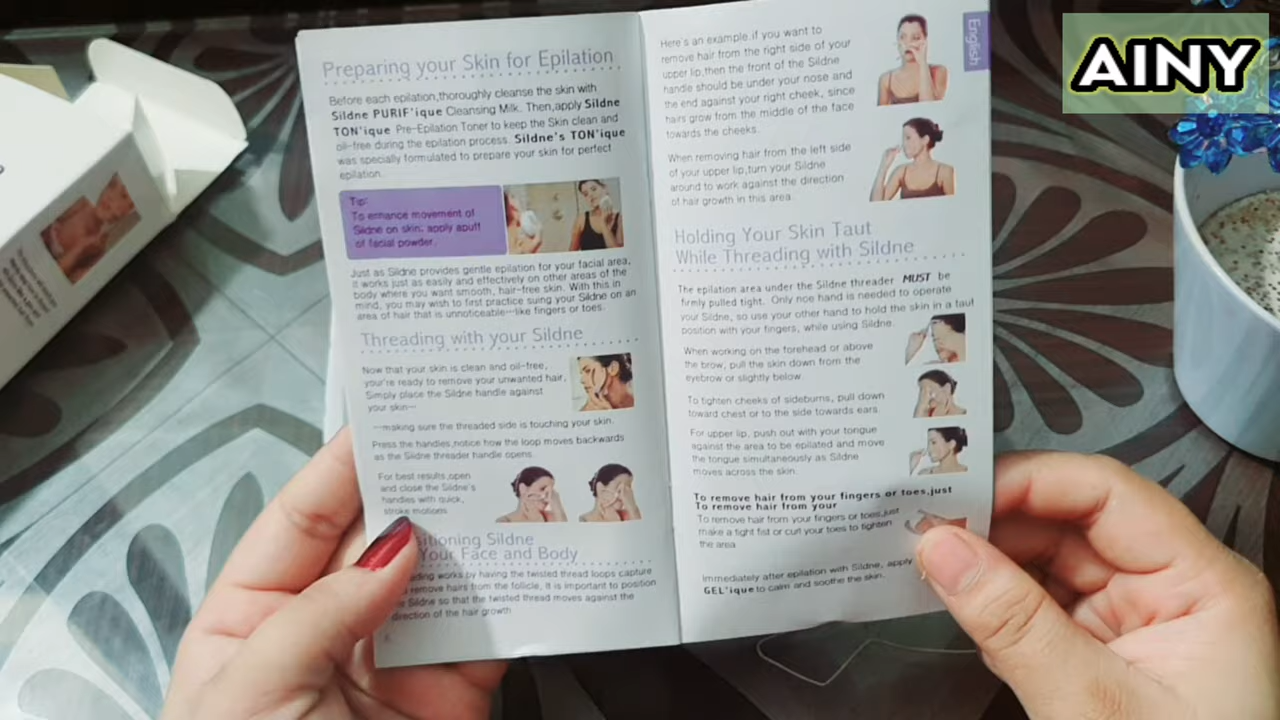 Preparing your Skin for Epilation
Before each epilation,thoroughly cleanse the skin with
Sildne PURIF'ique Cleansing Milk. Then,apply Sildne
TON'ique Pre-Epilation Toner to keep the Skin clean and
oil-free during the epilation process. Sildne's TON'ique
was specially formulated to prepare your skin for perfect
epilation.
Tip:
To enhance movement of
Sildne on skin, apply apuff
of facial powder.
Just as Sildne provides gentle epilation for your facial area,
it works just as easily and effectively on other areas of the
body where you want smooth, hair-free skin. With this in
mind, you may wish to first practice suing your Sildne on an
area of hair that is unnoticeable—like fingers or toes.
Threading with your Sildne
Now that your skin is clean and oil-free,
you're ready to remove your unwanted hair,
Simply place the Sildne handle against
your skin—
—making sure the threaded side is touching your skin.
Press the handles,notice how the loop moves backwards
as the Sildne threader handle opens.
For best results,open
and close the Sildne's
handles with quick,
stroke motions
itioning Sildne
Your Face and Body
ding works by having the twisted thread loops capture
remove hairs from the follicle, It is important to position
Sildne so that the twisted thread moves against the
direction of the hair growth
English
Here's an example.if you want to
remove hair from the right side of your
upper lip,then the front of the Sildne
handle should be under your nose and
the end against your right cheek, since
hairs grow from the middle of the face
towards the cheeks.
When removing hair from the left side
of your upper lip,turn your Sildne
around to work against the direction
of hair growth in this area.
Holding Your Skin Taut
While Threading with Sildne
The epilation area under the Sildne threader MUST be
firmly pulled tight. Only noe hand is needed to operate
your Sildne, so use your other hand to hold the skin in a taut
position with your fingers, while using Sildne.
When working on the forehead or above
the brow, pull the skin down from the
eyebrow or slightly below.
To tighten cheeks of sideburns, pull down
toward chest or to the side towards ears.
For upper lip, push out with your tongue
against the area to be epilated and move
the tongue simultaneously as Sildne
moves across the skin.
To remove hair from your fingers or toes,just
To remove hair from your
To remove hair from your fingers or toes,just
make a tight fist or curl your toes to tighten
the area
Immediately after epilation with Sildne, apply
GEL'ique to calm and soothe the skin.
AINY